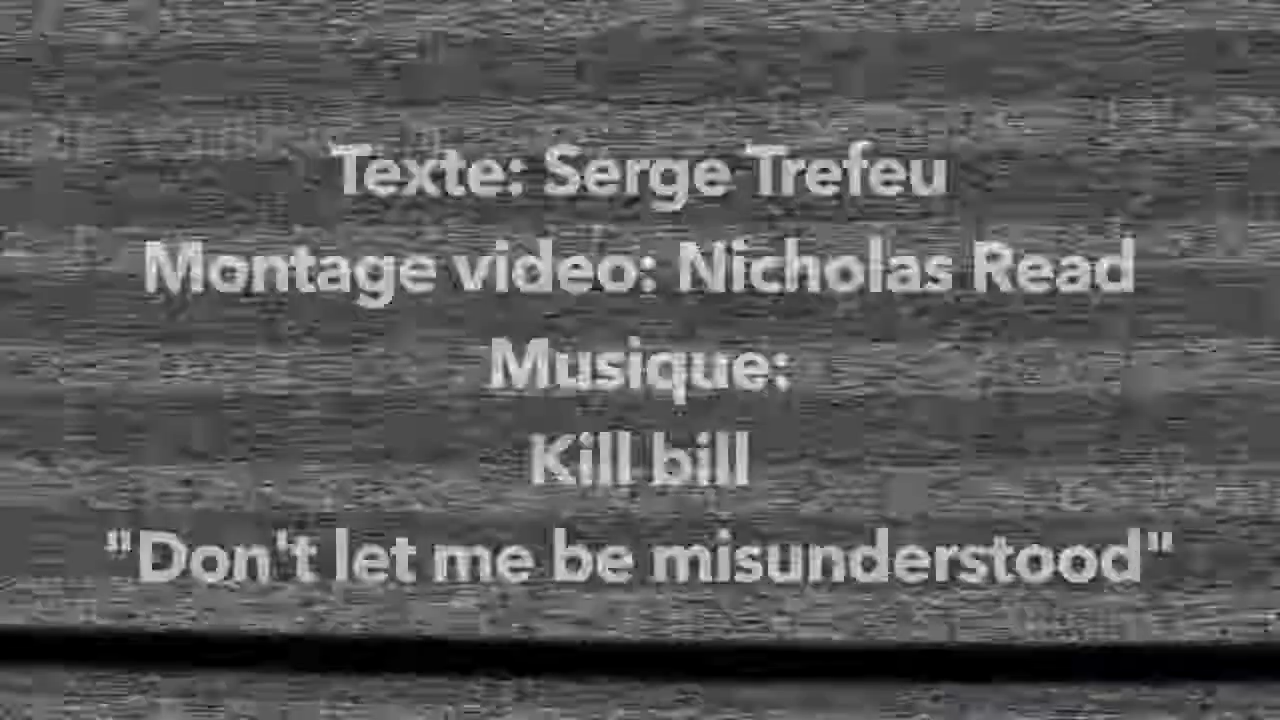 Texte: Serge Trefeu
Montage video: Nicholas Read
Musique:
Kill bill
"Don't let me be misunderstood"